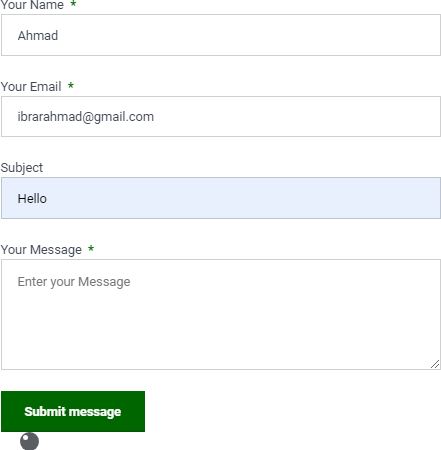 Your Name *
Ahmad
Your Email *
ibrarahmad@gmail.com
Subject
Hello
Your Message *
Enter your Message
Submit message